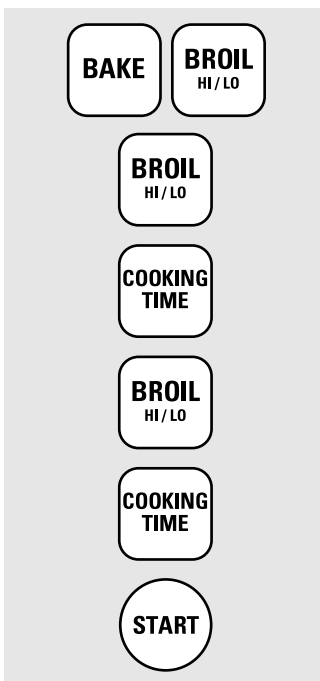 BAKE
BROIL
HI / LO
BROIL
HI / LO
COOKING
TIME
BROIL
HI / LO
COOKING
TIME
START